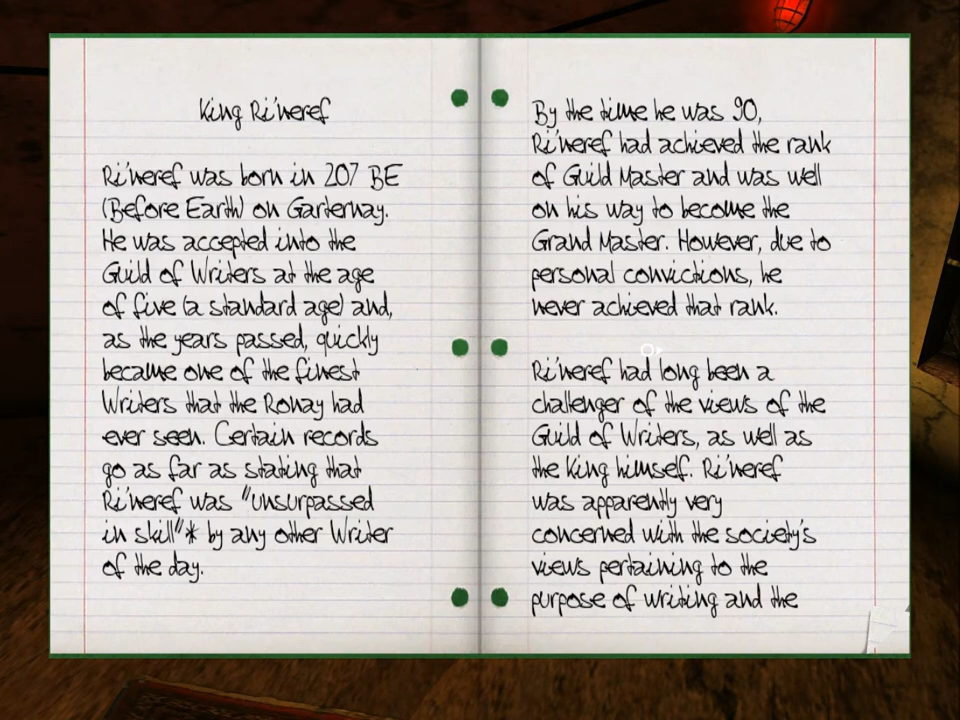 King Ri'neref
Ri'neref was born in 207 BE
(Before Earth) on Garternay.
He was accepted into the
Guild of Writers at the age
of five (a standard age) and,
as the years passed, quickly
became one of the finest
Writers that the Ronay had
ever seen. Certain records
go as far as stating that
Ri'neref was "unsurpassed
in skill"* by any other Writer
of the day.
By the time he was 90,
Ri'neref had achieved the rank
of Guild Master and was well
on his way to become the
Grand Master. However, due to
personal convictions, he
never achieved that rank.
Ri'neref had long been a
challenger of the views of the
Guild of Writers, as well as
the King himself. Ri'neref
was apparently very
concerned with the society's
views pertaining to the
purpose of writing and the